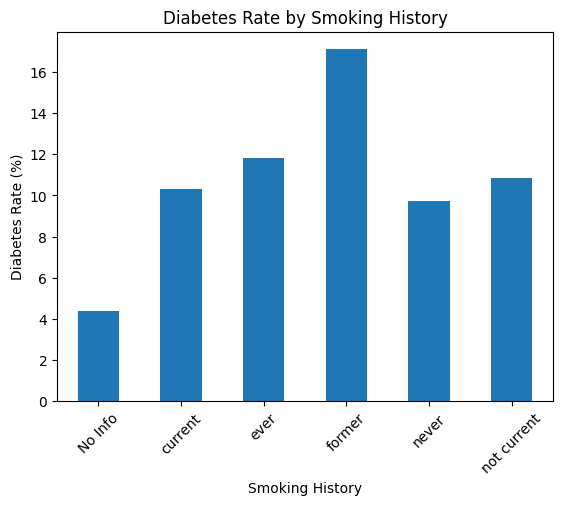 Diabetes Rate by Smoking History
Diabetes Rate (%)
16
14
12
10
8
6
4
2
0
No Info
current
ever
former
never
not current
Smoking History